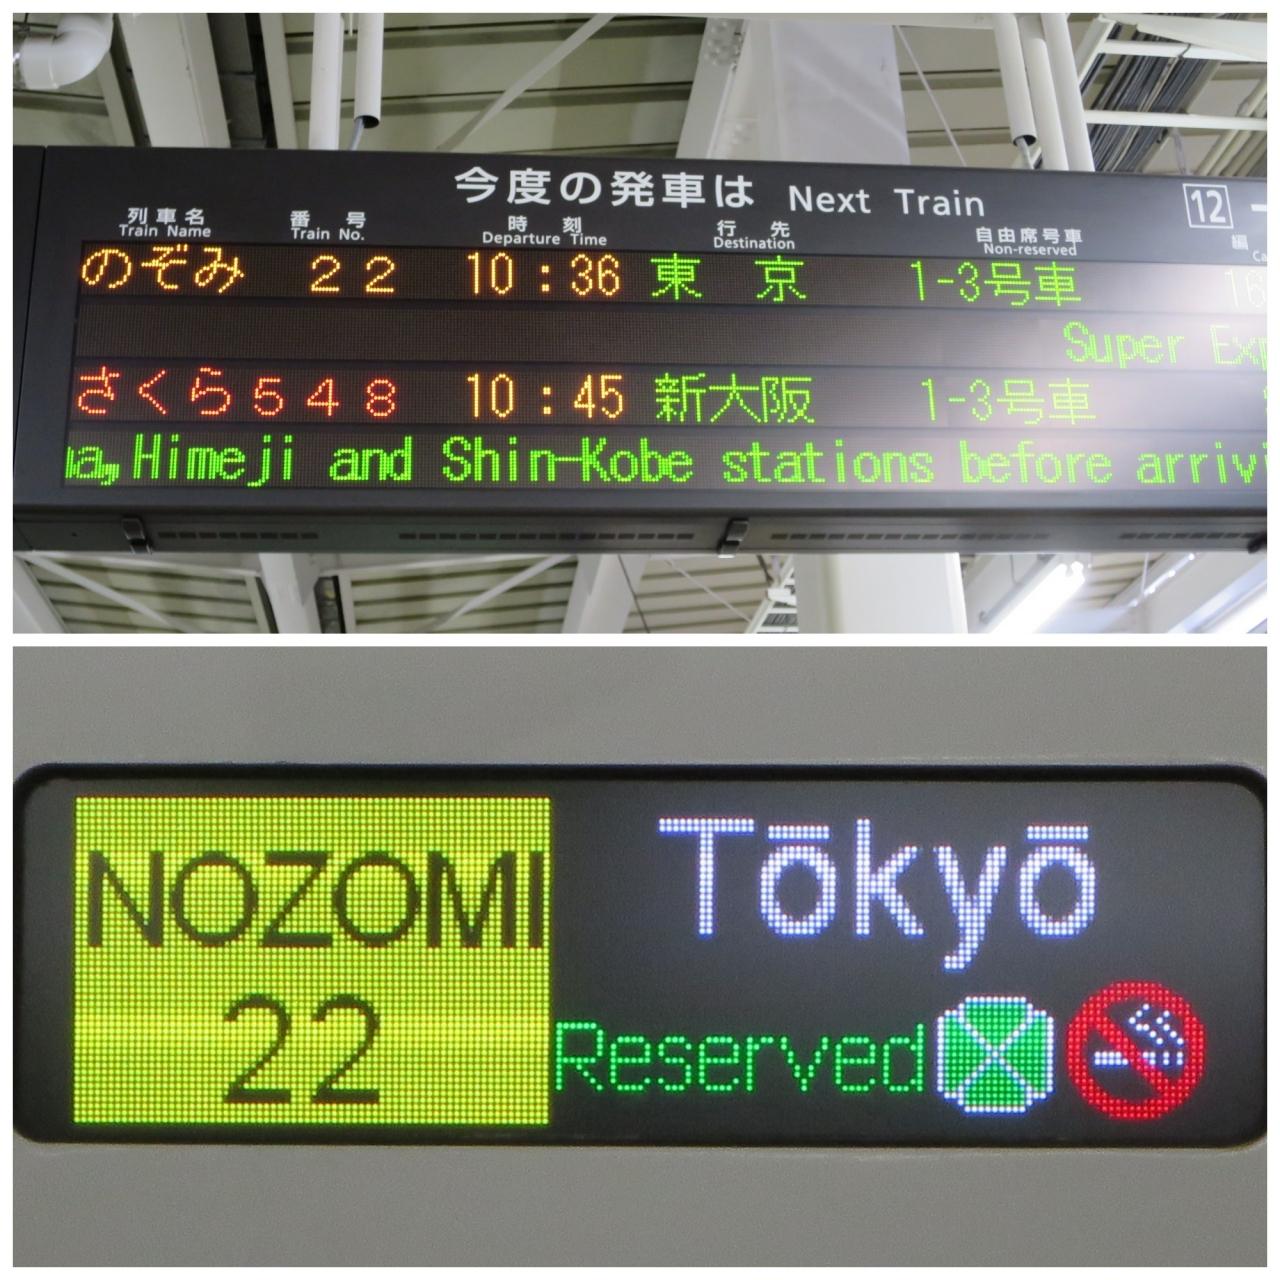 今度の発車は Next Train 12
列車名 番号 時刻 行先 自由席号車 編
Train Name Train No. Departure Time Destination Non-reserved
のぞみ 22 10:36 東京 1-3号車 16
Super Exp
さくら548 10:45 新大阪 1-3号車
a,Himeji and Shin-Kobe stations before arrivi
NOZOMI Tōkyō
22 Reserved